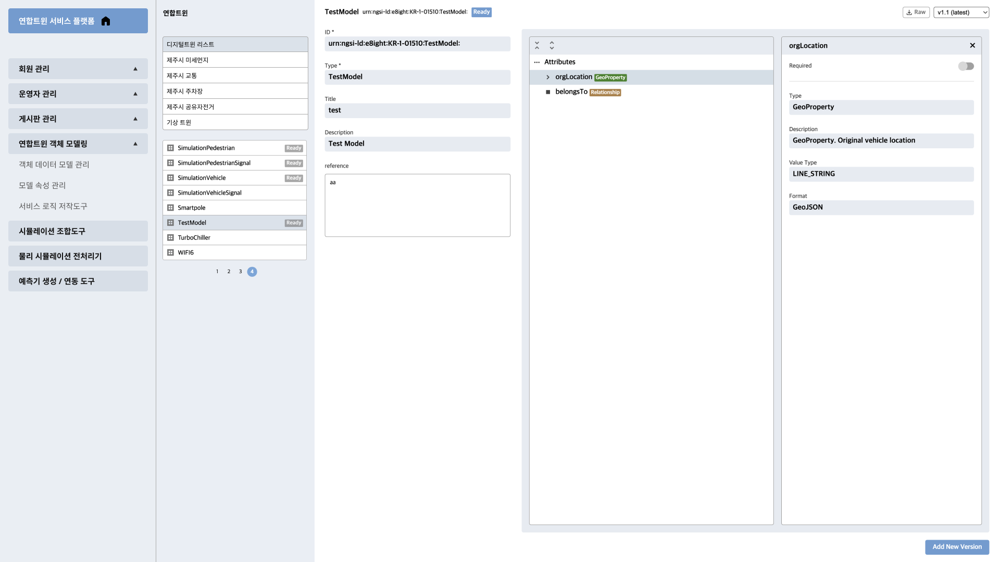 연합트윈 서비스 플랫폼
회원 관리 ▲
운영자 관리 ▲
게시판 관리 ▲
연합트윈 객체 모델링 ▲
객체 데이터 모델 관리
모델 속성 관리
서비스 로직 저작도구
시뮬레이션 조합도구
물리 시뮬레이션 전처리기
예측기 생성 / 연동 도구
연합트윈
디지털트윈 리스트
제주시 미세먼지
제주시 교통
제주시 주차장
제주시 공유자전거
기상 트윈
SimulationPedestrian Ready
SimulationPedestrianSignal Ready
SimulationVehicle Ready
SimulationVehicleSignal
Smartpole
TestModel Ready
TurboChiller
WIFI6
1 2 3 4
TestModel urn:ngsi-ld:e8ight:KR-1-01510:TestModel: Ready
Raw v1.1 (latest)
ID *
urn:ngsi-ld:e8ight:KR-1-01510:TestModel:
Type *
TestModel
Title
test
Description
Test Model
reference
aa
Attributes
orgLocation GeoProperty
belongsTo Relationship
orgLocation
Required
Type
GeoProperty
Description
GeoProperty. Original vehicle location
Value Type
LINE_STRING
Format
GeoJSON
Add New Version